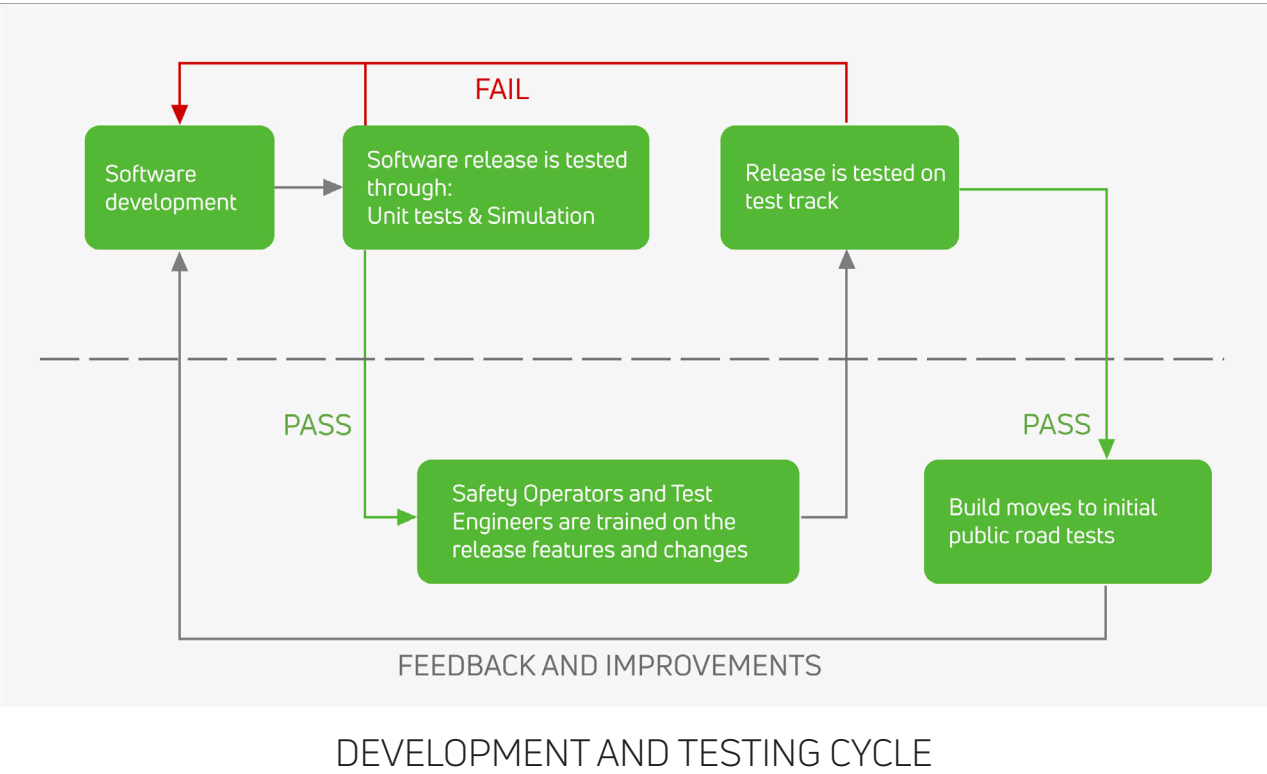 FAIL
Software
development
Software release is tested
through:
Unit tests & Simulation
Release is tested on
test track
PASS
PASS
Safety Operators and Test
Engineers are trained on the
release features and changes
Build moves to initial
public road tests
FEEDBACK AND IMPROVEMENTS
DEVELOPMENT AND TESTING CYCLE